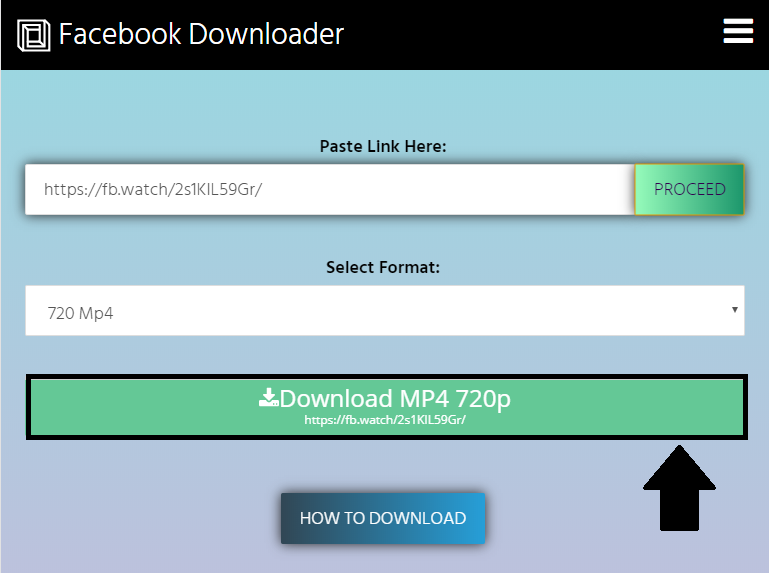 Facebook Downloader
Paste Link Here:
https://fb.watch/2s1KIL59Gr/
PROCEED
Select Format:
720 Mp4
Download MP4 720p
https://fb.watch/2s1KIL59Gr/
HOW TO DOWNLOAD